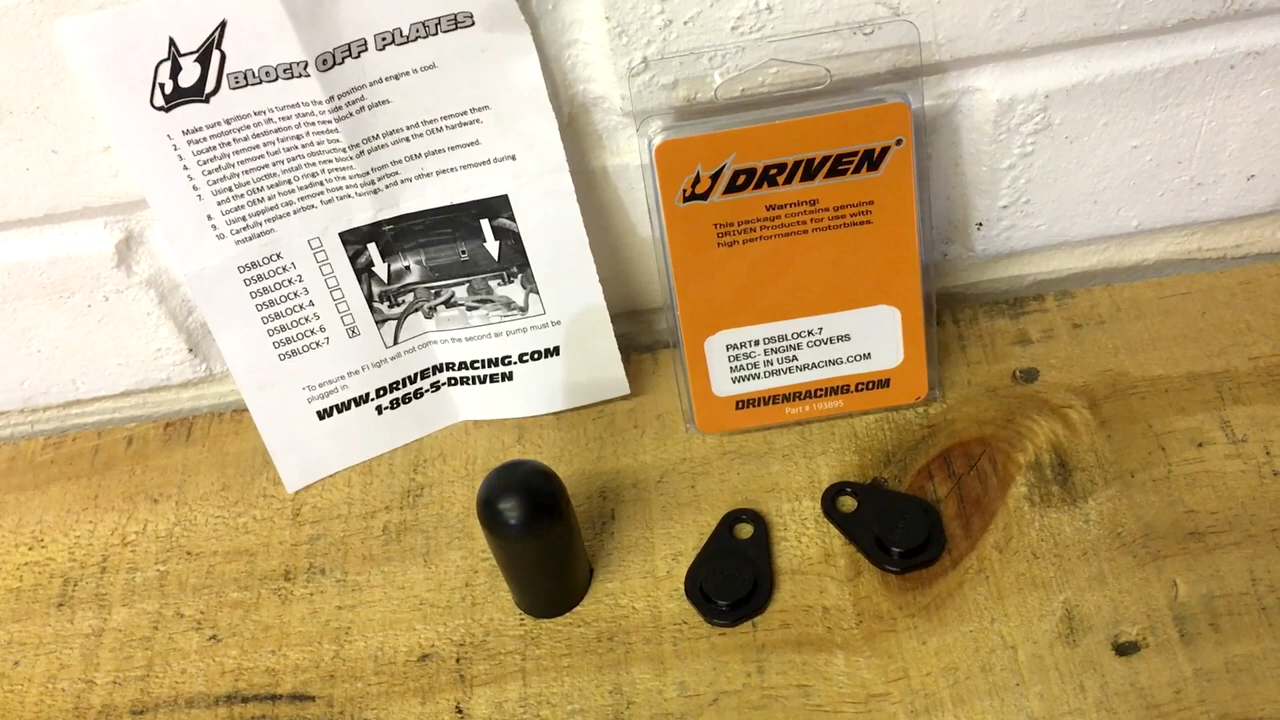 BLOCK OFF PLATES
1. Make sure ignition key is turned to the off position and engine is cool.
2. Place motorcycle on lift, rear stand, or side stand.
3. Locate the final destination of the new block off plates.
4. Carefully remove any fairings if needed.
5. Carefully remove fuel tank and air box.
6. Carefully remove any parts obstructing the OEM plates and then remove them.
7. Using blue Loctite, install the new block off plates using the OEM hardware,
and the OEM sealing O rings if present.
8. Locate OEM air hose leading to the airbox from the OEM plates removed.
9. Using supplied cap, remove hose and plug airbox.
10. Carefully replace airbox, fuel tank, fairings, and any other pieces removed during
installation.
DSBLOCK
DSBLOCK-1
DSBLOCK-2
DSBLOCK-3
DSBLOCK-4
DSBLOCK-5
DSBLOCK-6
DSBLOCK-7 X
*To ensure the FI light will not come on the second air pump must be
plugged in
WWW.DRIVENRACING.COM
1-866-5-DRIVEN
DRIVEN®
Warning:
This package contains genuine
DRIVEN Products for use with
high performance motorbikes.
PART# DSBLOCK-7
DESC- ENGINE COVERS
MADE IN USA
WWW.DRIVENRACING.COM
DRIVENRACING.COM
Part # 193895